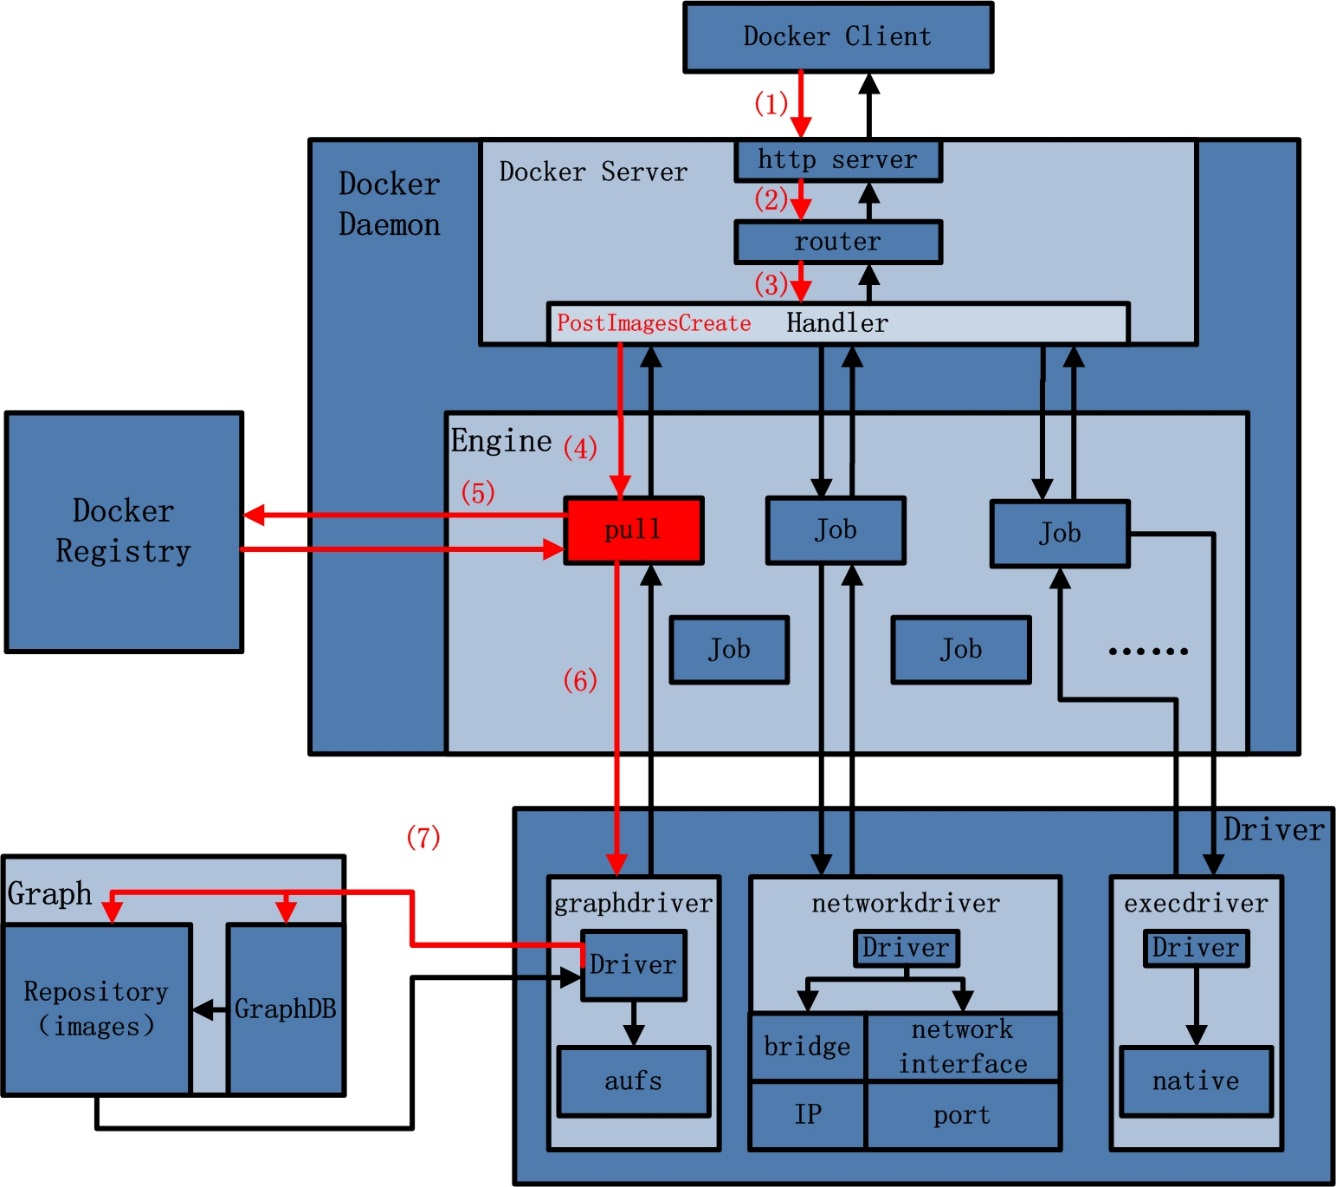 Docker Client
(1)
http server
Docker Server
Docker
Daemon
(2)
router
(3)
PostImagesCreate
Handler
Engine
(4)
(5)
Docker
Registry
pull
Job
Job
Job
Job
......
(6)
(7)
Driver
Graph
graphdriver
networkdriver
execdriver
Driver
Driver
Driver
Repository
(images)
GraphDB
bridge
network
interface
aufs
native
IP
port